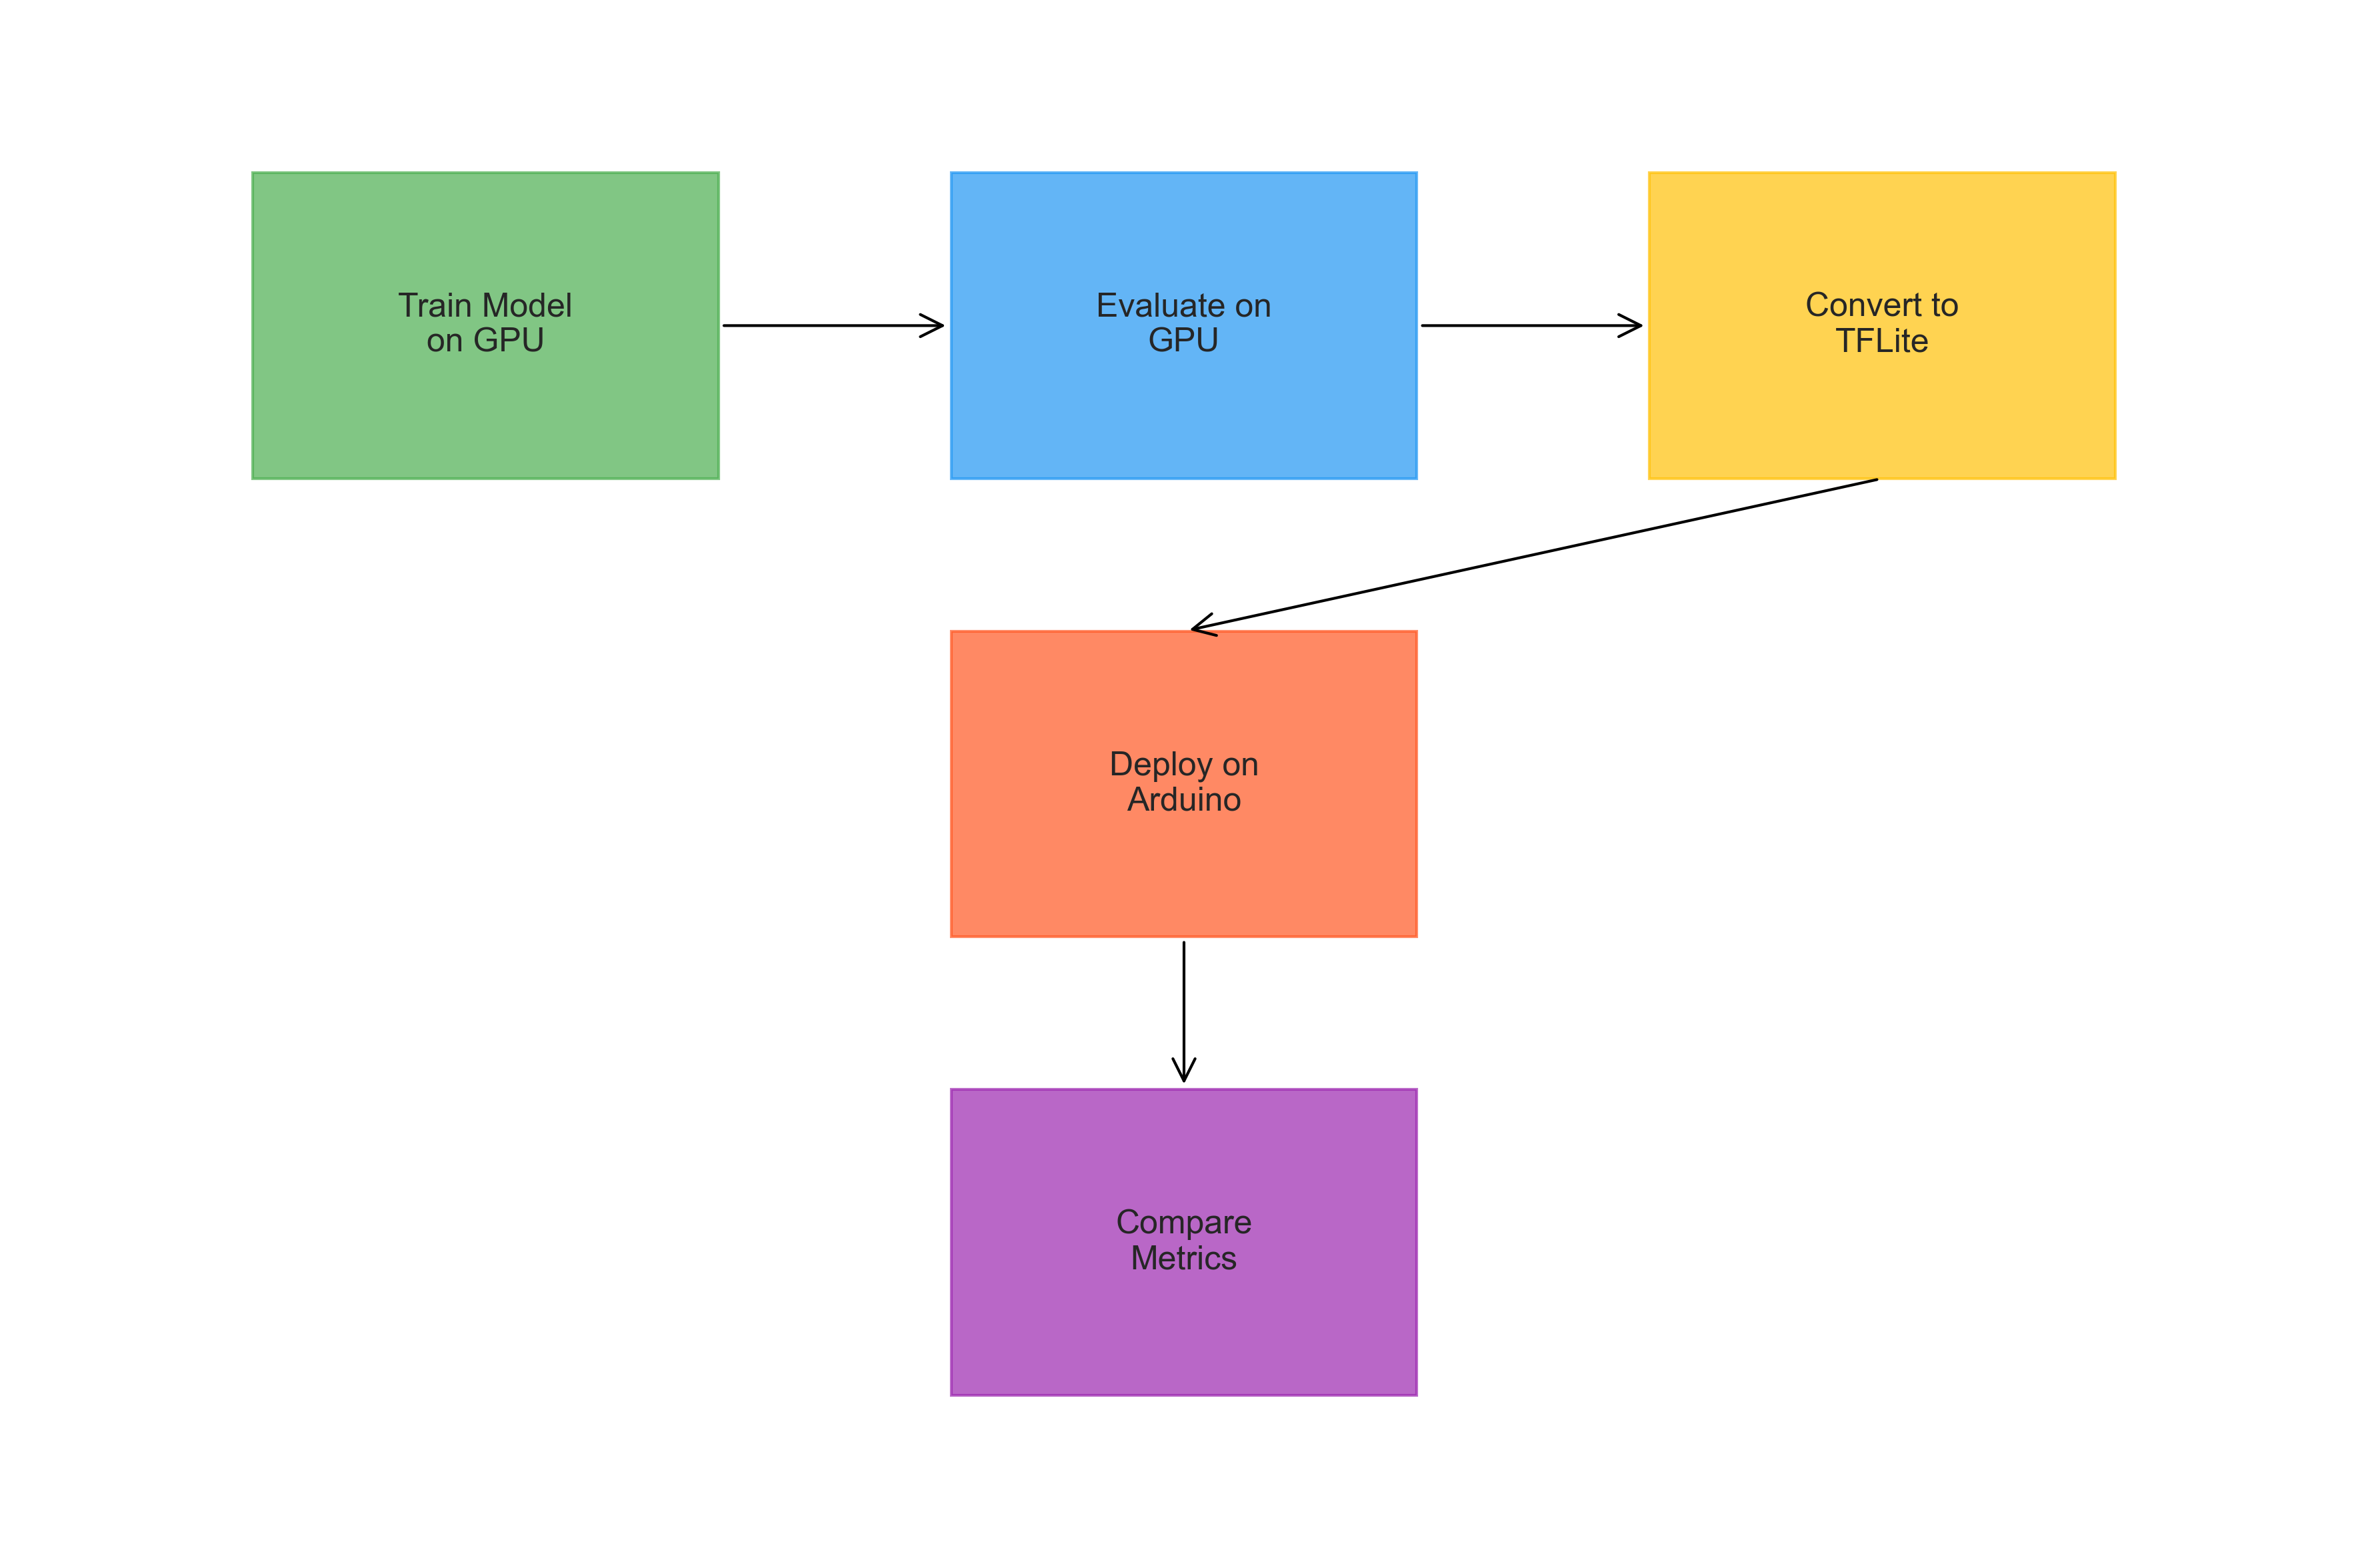 Train Model
on GPU
Evaluate on
GPU
Convert to
TFLite
Deploy on
Arduino
Compare
Metrics